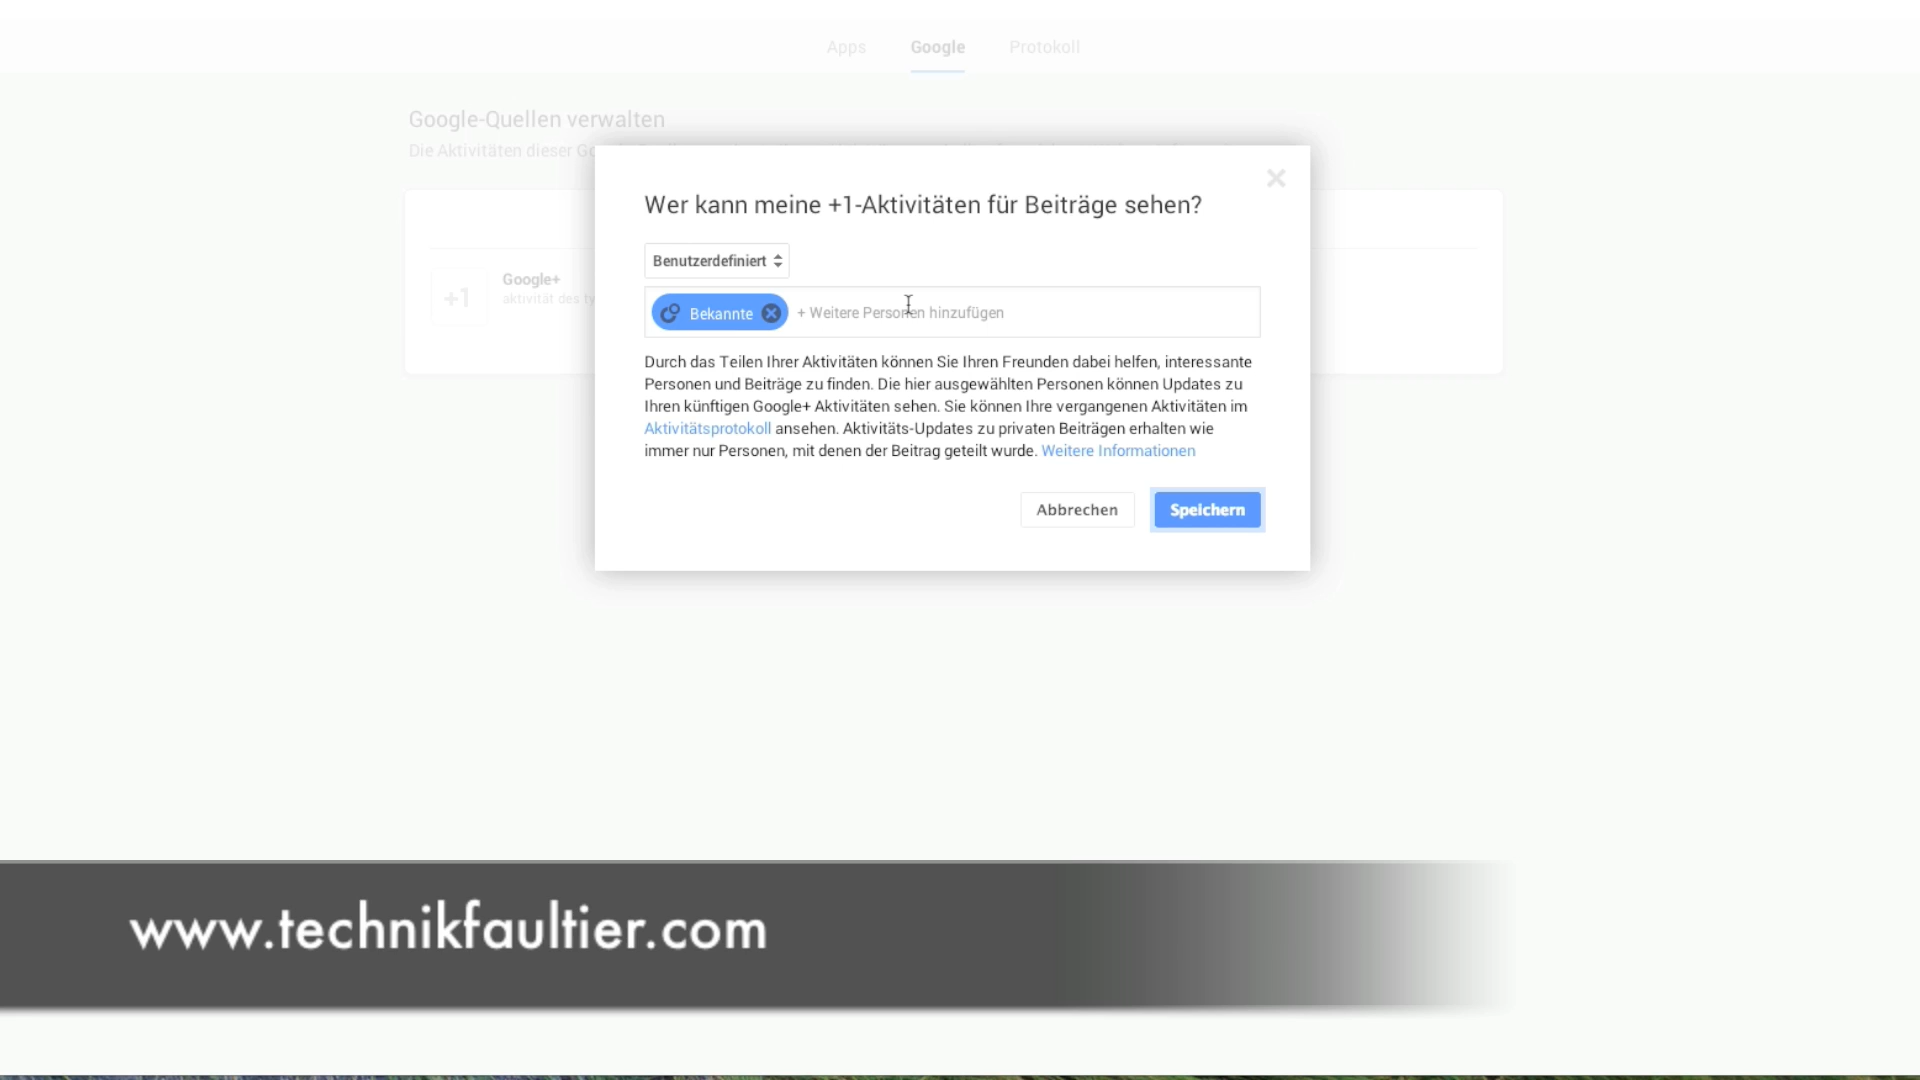 Apps Google Protokoll
Google-Quellen verwalten
Die Aktivitäten dieser
Wer kann meine +1-Aktivitäten für Beiträge sehen?
Benutzerdefiniert
+1 Google+
aktivität des
Bekannte + Weitere Personen hinzufügen
Durch das Teilen Ihrer Aktivitäten können Sie Ihren Freunden dabei helfen, interessante
Personen und Beiträge zu finden. Die hier ausgewählten Personen können Updates zu
Ihren künftigen Google+ Aktivitäten sehen. Sie können Ihre vergangenen Aktivitäten im
Aktivitätsprotokoll ansehen. Aktivitäts-Updates zu privaten Beiträgen erhalten wie
immer nur Personen, mit denen der Beitrag geteilt wurde. Weitere Informationen
Abbrechen Speichern
www.technikfaultier.com